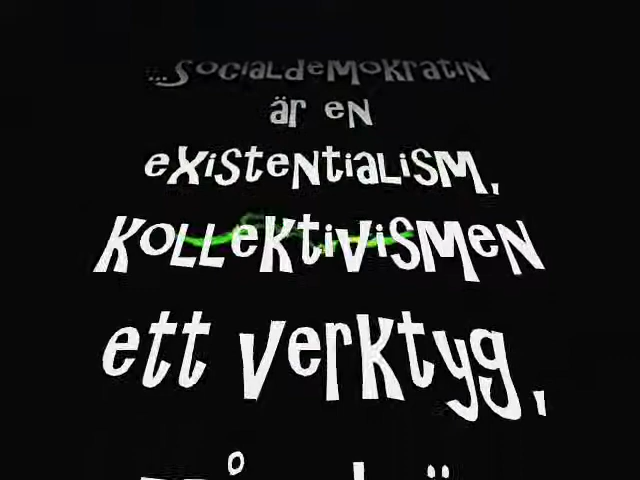 ...SOCiALdeMOKratiN
är eN
eXiSteNtiALiSM,
KOLLeKtiViSMeN
ett verktyg,